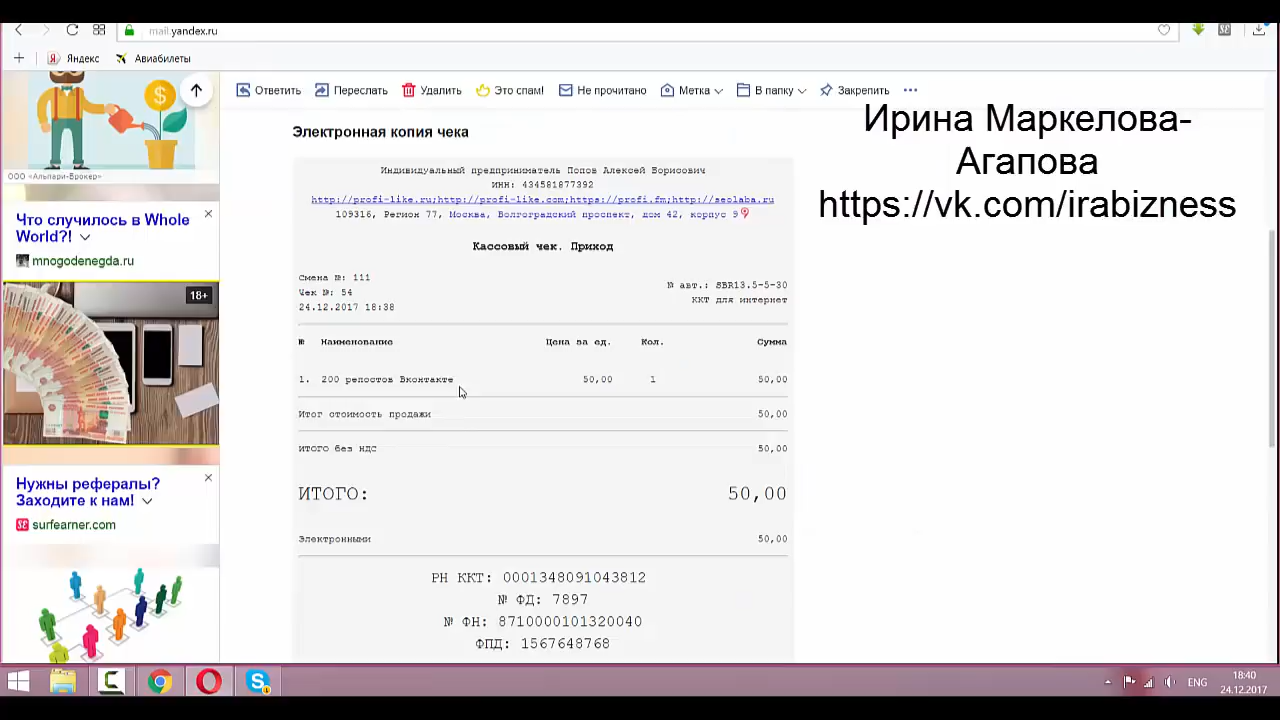 mail.yandex.ru
Яндекс
Авиабилеты
Ответить
Переслать
Удалить
Это спам!
Не прочитано
Метка
В папку
Закрепить
Ирина Маркелова-
Агапова
https://vk.com/irabizness
ООО «Альпари-Брокер»
Что случилось в Whole
World?!
mnogodenegda.ru
18+
Нужны рефералы?
Заходите к нам!
surfearner.com
Электронная копия чека
Индивидуальный предприниматель Попов Алексей Борисович
ИНН: 434581877392
http://profi-like.ru;http://profi-like.com;https://profi.fm;http://seolaba.ru
109316, Регион 77, Москва, Волгоградский проспект, дом 42, корпус 9
Кассовый чек. Приход
Смена №: 111
Чек №: 54
24.12.2017 18:38
№ авт.: SBR13.5-5-30
ККТ для интернет
№ Наименование Цена за ед. Кол. Сумма
1. 200 репостов Вконтакте 50,00 1 50,00
Итог стоимость продажи 50,00
ИТОГО без НДС 50,00
ИТОГО: 50,00
Электронными 50,00
РН ККТ: 0001348091043812
№ ФД: 7897
№ ФН: 8710000101320040
ФПД: 1567648768
ENG
18:40
24.12.2017